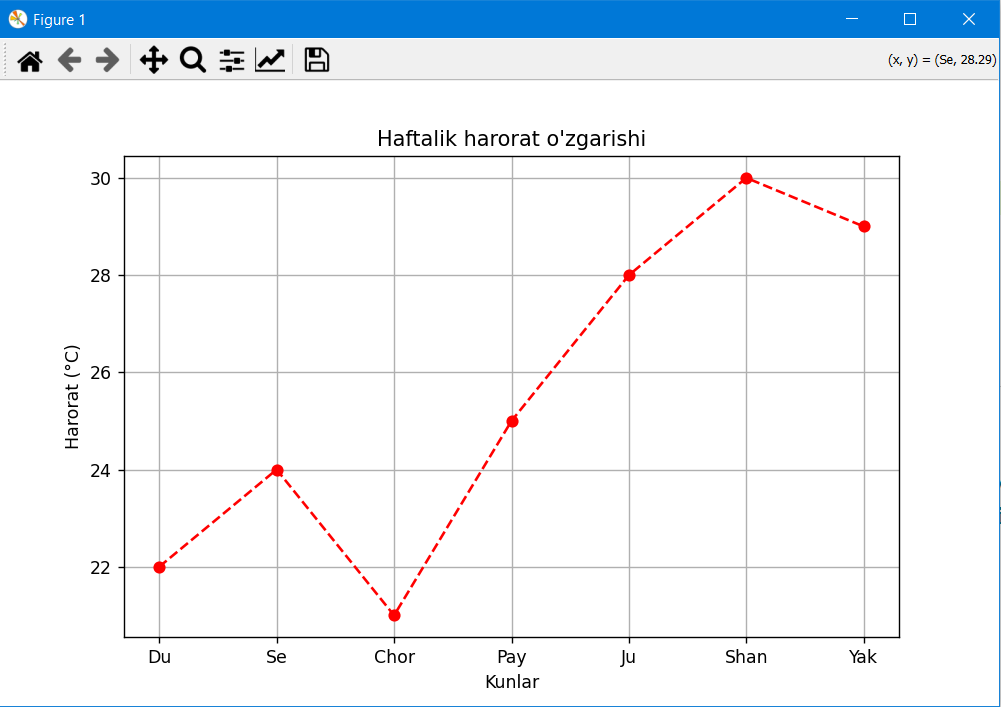 Figure 1
(x, y) = (Se, 28.29)
Haftalik harorat o'zgarishi
30
28
26
24
22
Harorat (°C)
Du Se Chor Pay Ju Shan Yak
Kunlar